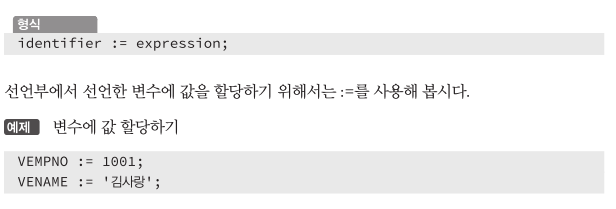 형식
identifier := expression;
선언부에서 선언한 변수에 값을 할당하기 위해서는 :=를 사용해 봅시다.
예제 변수에 값 할당하기
VEMPNO := 1001;
VENAME := '김사랑';